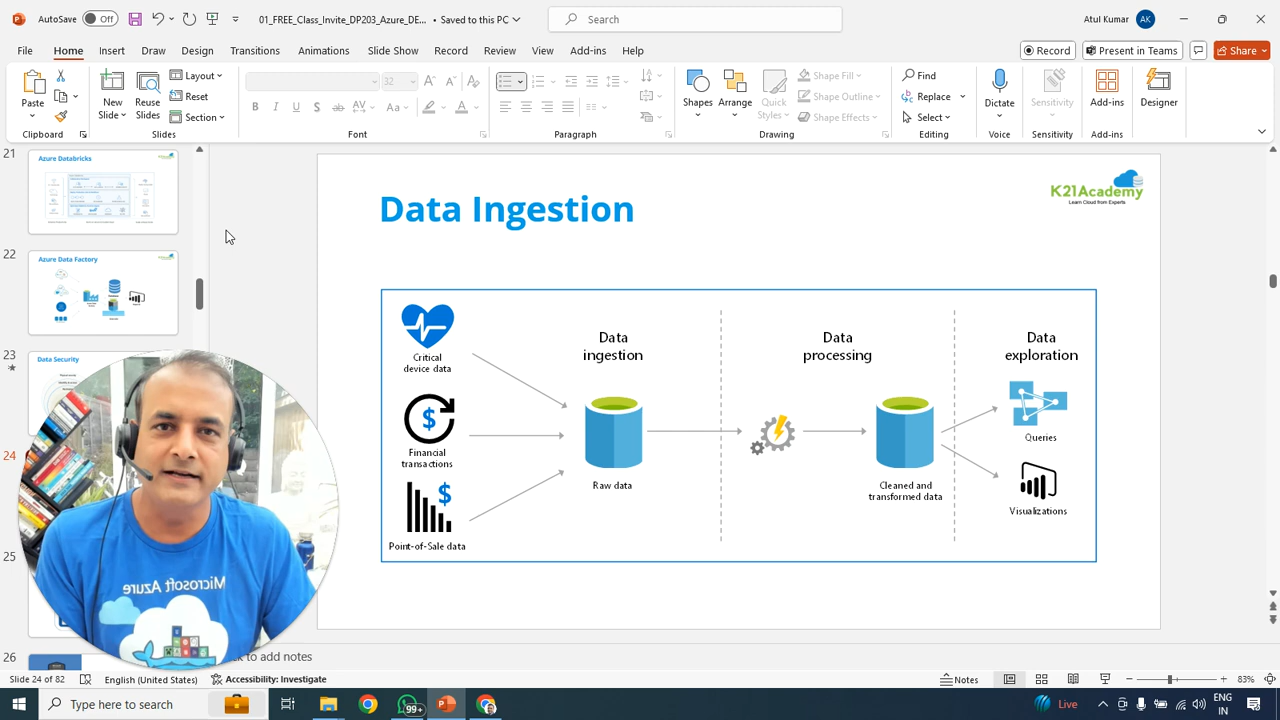 AutoSave Off
01_FREE_Class_Invite_DP203_Azure_DE... • Saved to this PC
Search
Atul Kumar AK
File Home Insert Draw Design Transitions Animations Slide Show Record Review View Add-ins Help
Record Present in Teams Share
Paste
Clipboard
New Slide
Reuse Slides
Layout
Reset
Section
Slides
32
Font
Paragraph
Shapes
Arrange
Quick Styles
Shape Fill
Shape Outline
Shape Effects
Drawing
Find
Replace
Select
Editing
Dictate
Voice
Sensitivity
Sensitivity
Add-ins
Add-ins
Designer
21
Azure Databricks
22
Azure Data Factory
23
Data Security
24
25
26
Data Ingestion
K21Academy
Learn Cloud from Experts
Critical device data
Financial transactions
Point-of-Sale data
Data ingestion
Raw data
Data processing
Cleaned and transformed data
Data exploration
Queries
Visualizations
Microsoft Azure
to add notes
Slide 24 of 82
English (United States)
Accessibility: Investigate
Notes
83%
Type here to search
99+
Live
ENG
IN